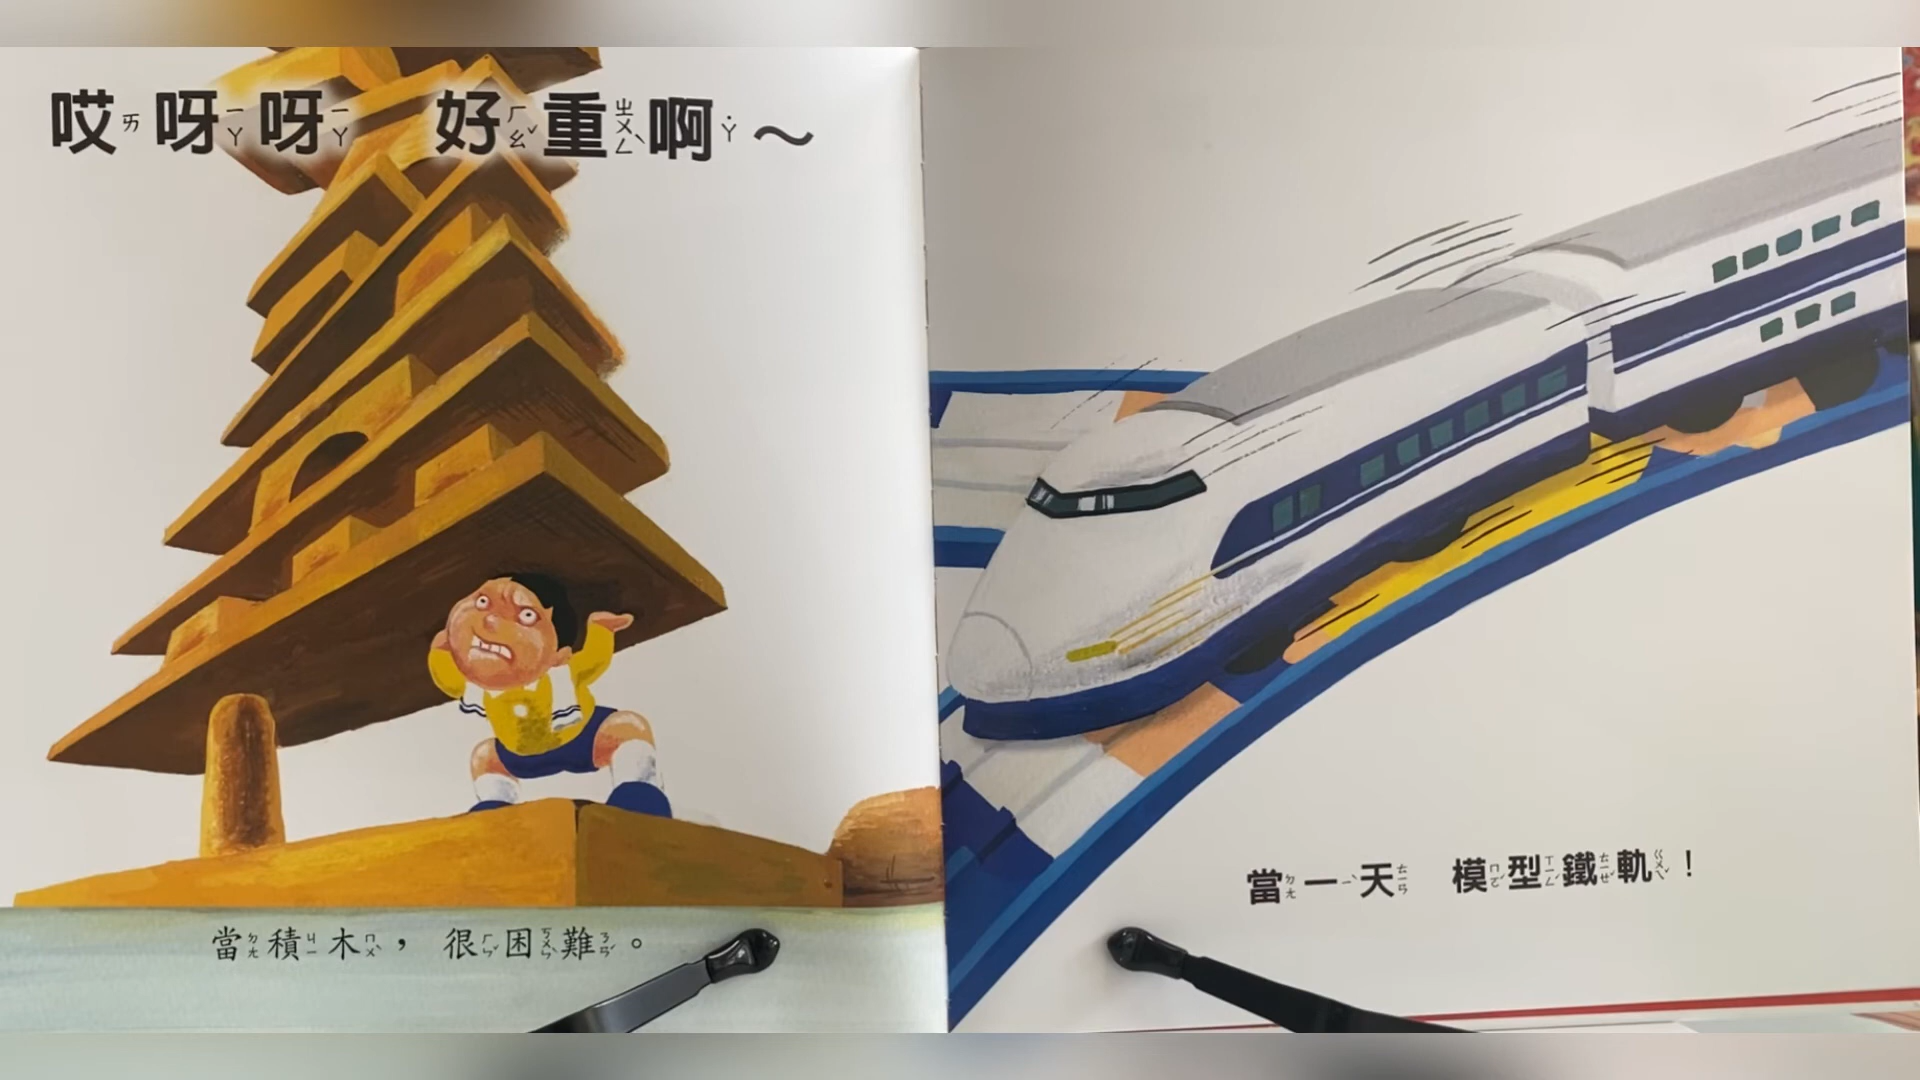 哎呀呀 好重啊～
當積木，很困難。
當一天 模型鐵軌！